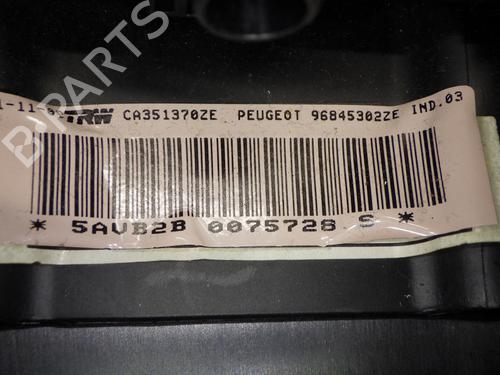 TRW CA351370ZE PEUGEOT 96845302ZE IND.03
* 5AVB2B 0075728 S *